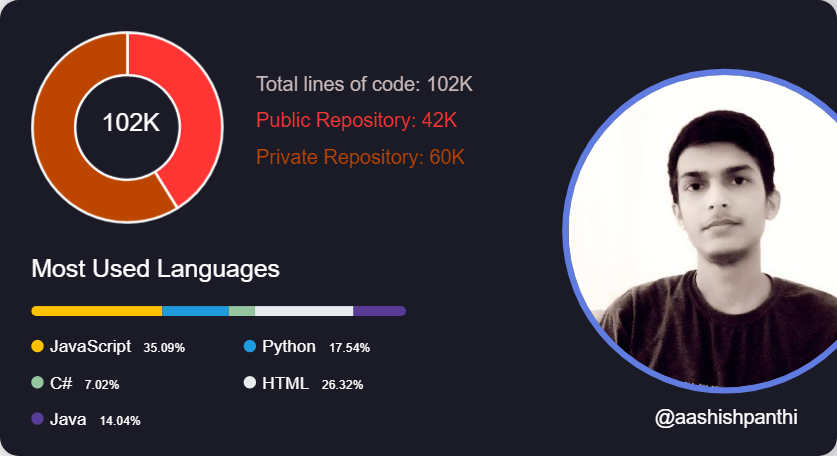 102K
Total lines of code: 102K
Public Repository: 42K
Private Repository: 60K
Most Used Languages
JavaScript 35.09% Python 17.54%
C# 7.02% HTML 26.32%
Java 14.04%
@aashishpanthi